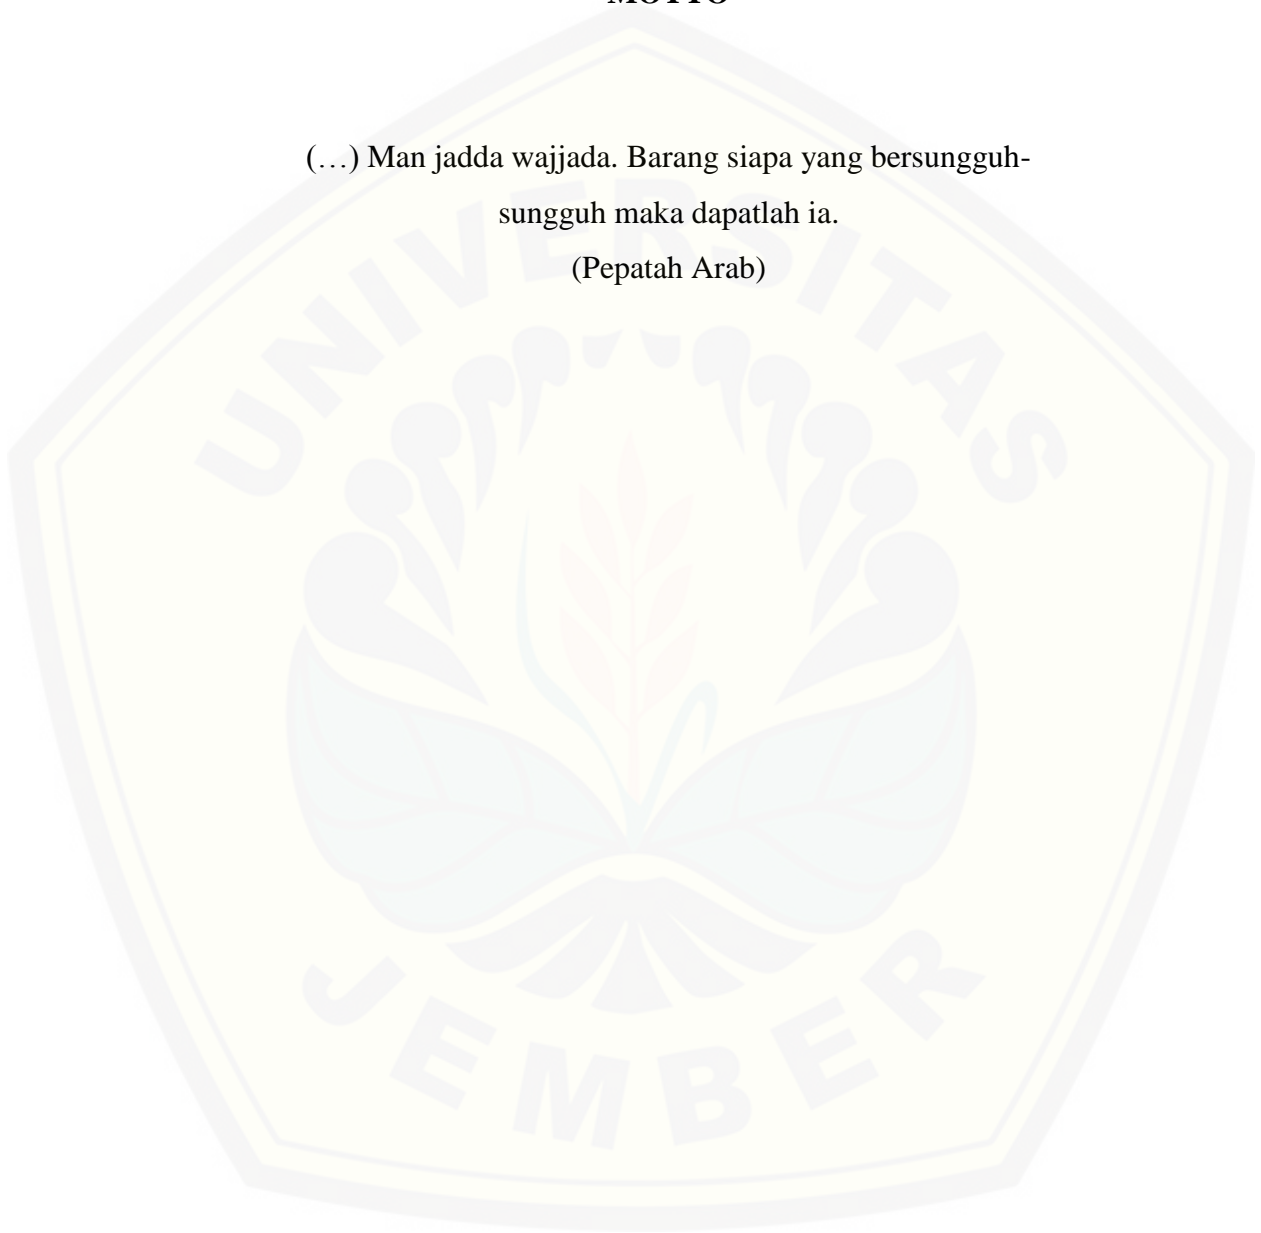 MOTTO
(…) Man jadda wajjada. Barang siapa yang bersungguh-
sungguh maka dapatlah ia.
(Pepatah Arab)
UNIVERSITAS
JEMBER